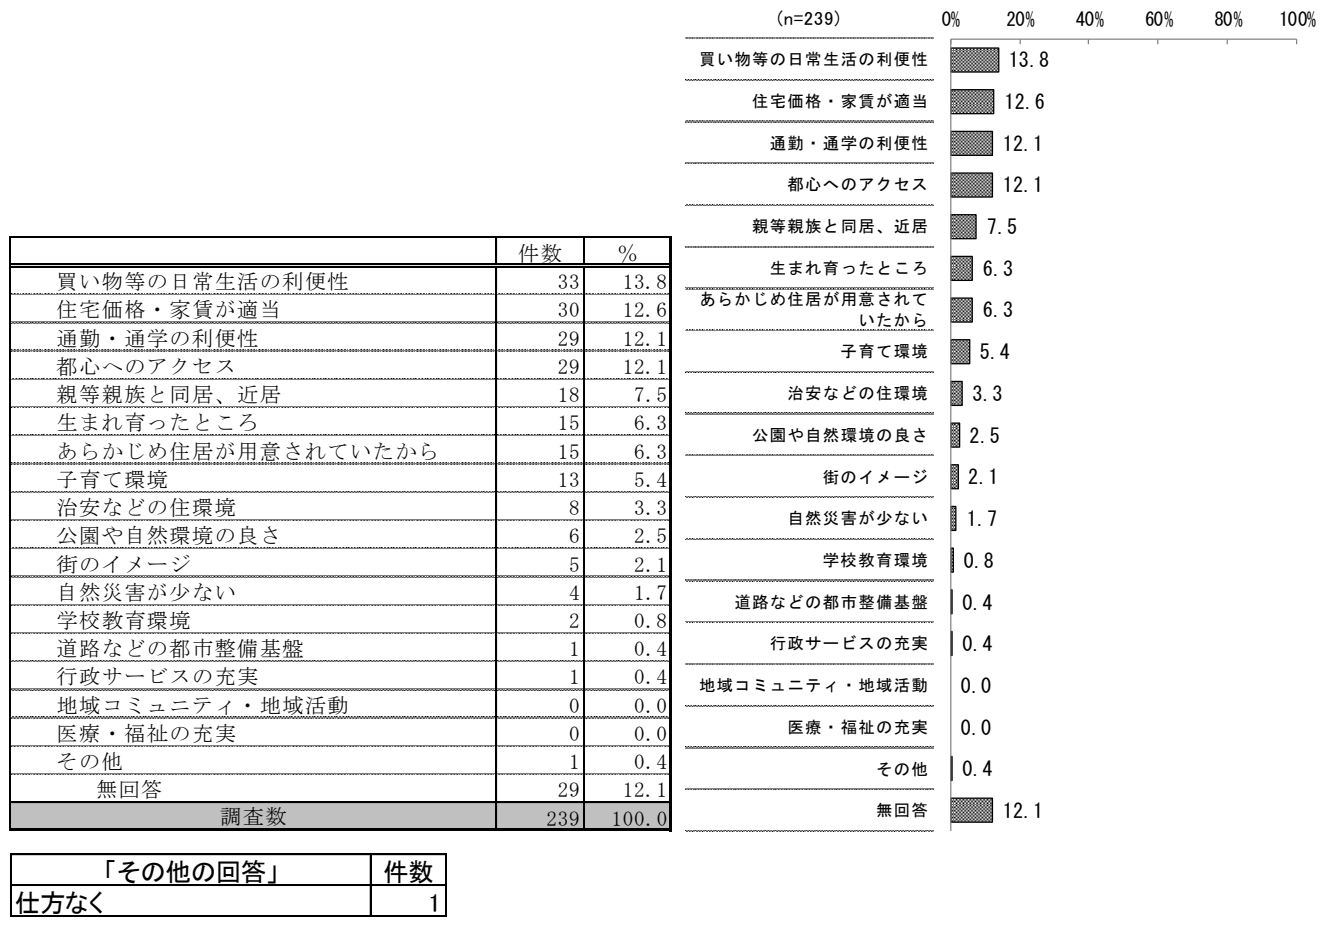 件数 %
買い物等の日常生活の利便性 33 13.8
住宅価格・家賃が適当 30 12.6
通勤・通学の利便性 29 12.1
都心へのアクセス 29 12.1
親等親族と同居、近居 18 7.5
生まれ育ったところ 15 6.3
あらかじめ住居が用意されていたから 15 6.3
子育て環境 13 5.4
治安などの住環境 8 3.3
公園や自然環境の良さ 6 2.5
街のイメージ 5 2.1
自然災害が少ない 4 1.7
学校教育環境 2 0.8
道路などの都市整備基盤 1 0.4
行政サービスの充実 1 0.4
地域コミュニティ・地域活動 0 0.0
医療・福祉の充実 0 0.0
その他 1 0.4
無回答 29 12.1
調査数 239 100.0
「その他の回答」 件数
仕方なく 1
(n=239) 0% 20% 40% 60% 80% 100%
買い物等の日常生活の利便性 13.8
住宅価格・家賃が適当 12.6
通勤・通学の利便性 12.1
都心へのアクセス 12.1
親等親族と同居、近居 7.5
生まれ育ったところ 6.3
あらかじめ住居が用意されて
いたから 6.3
子育て環境 5.4
治安などの住環境 3.3
公園や自然環境の良さ 2.5
街のイメージ 2.1
自然災害が少ない 1.7
学校教育環境 0.8
道路などの都市整備基盤 0.4
行政サービスの充実 0.4
地域コミュニティ・地域活動 0.0
医療・福祉の充実 0.0
その他 0.4
無回答 12.1